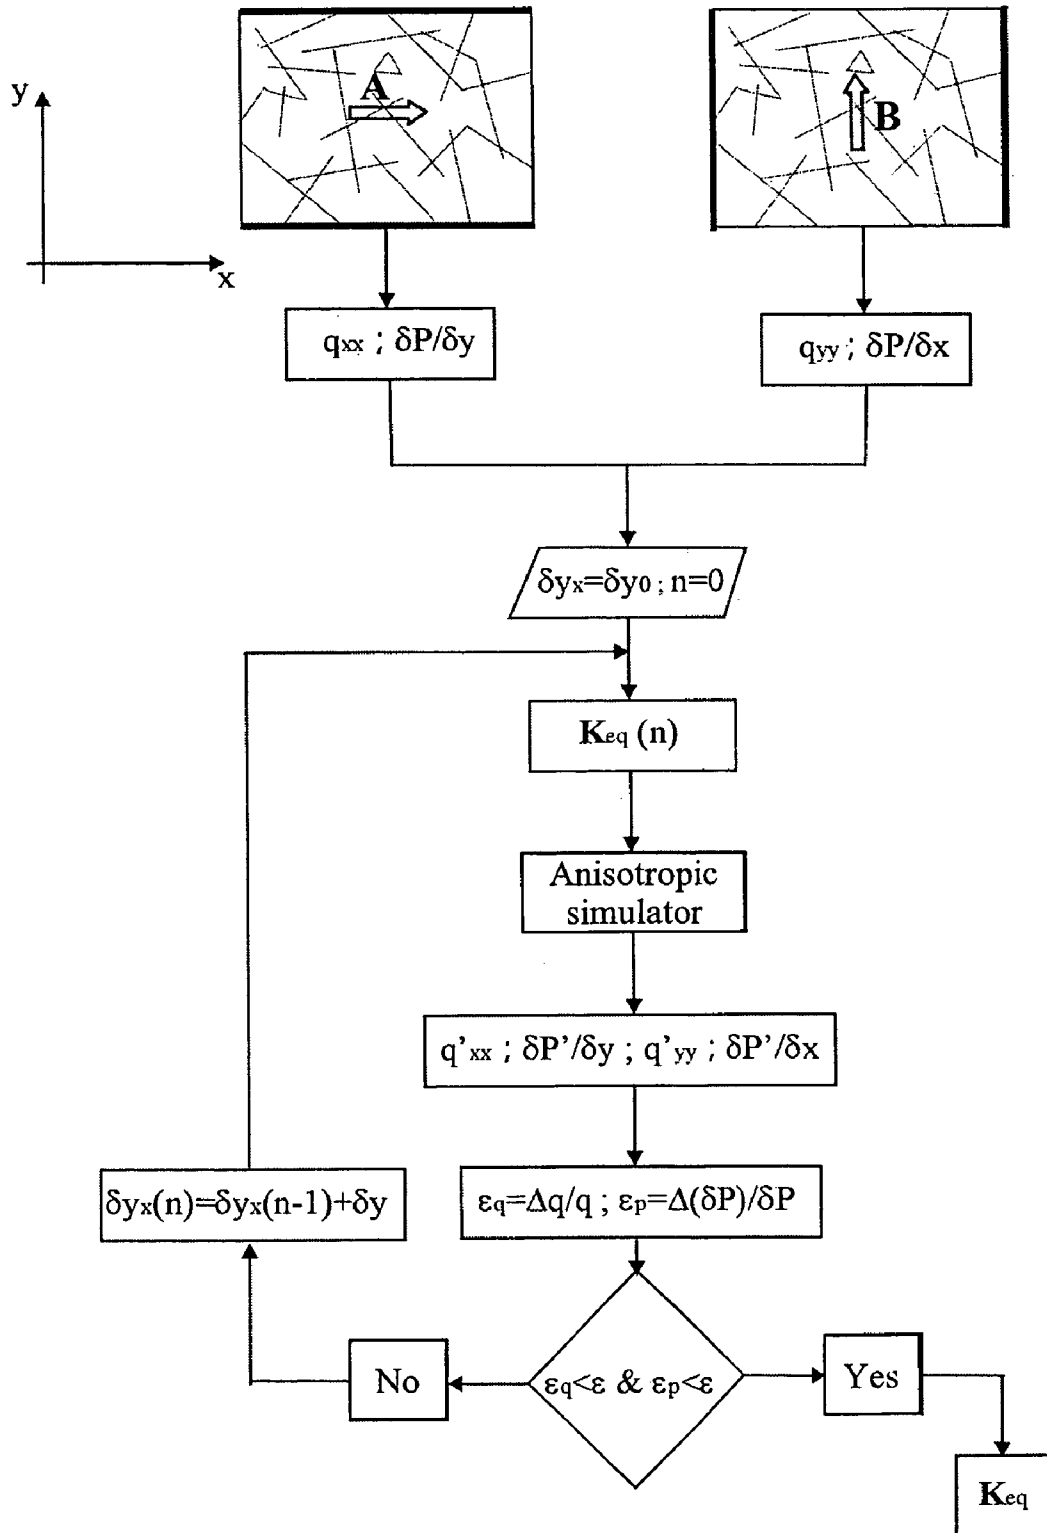 y
x
A
B
qxx ; δP/δy
qyy ; δP/δx
δyx=δy0 ; n=0
Keq (n)
Anisotropic
simulator
q'xx ; δP'/δy ; q'yy ; δP'/δx
δyx(n)=δyx(n-1)+δy
εq=Δq/q ; εp=Δ(δP)/δP
No
εq<ε & εp<ε
Yes
Keq